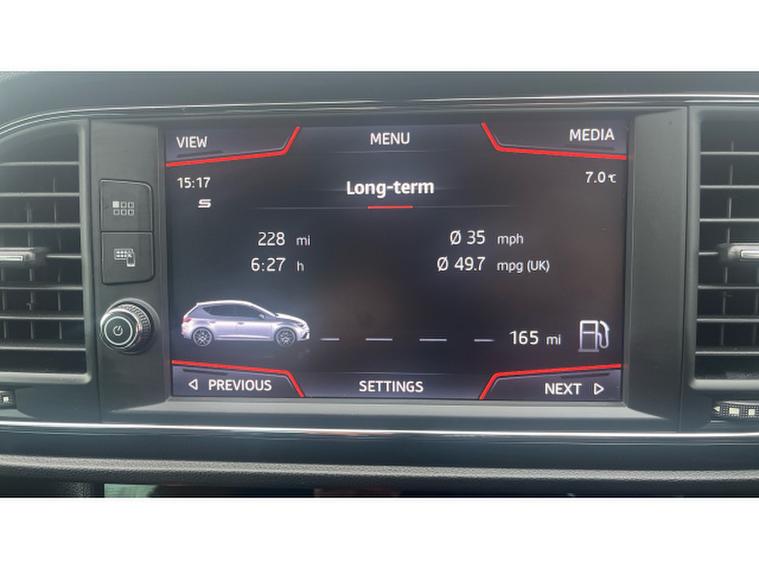 VIEW MENU MEDIA
15:17 7.0 °C
Long-term
228 mi Ø 35 mph
6:27 h Ø 49.7 mpg (UK)
165 mi
◁ PREVIOUS SETTINGS NEXT ▷